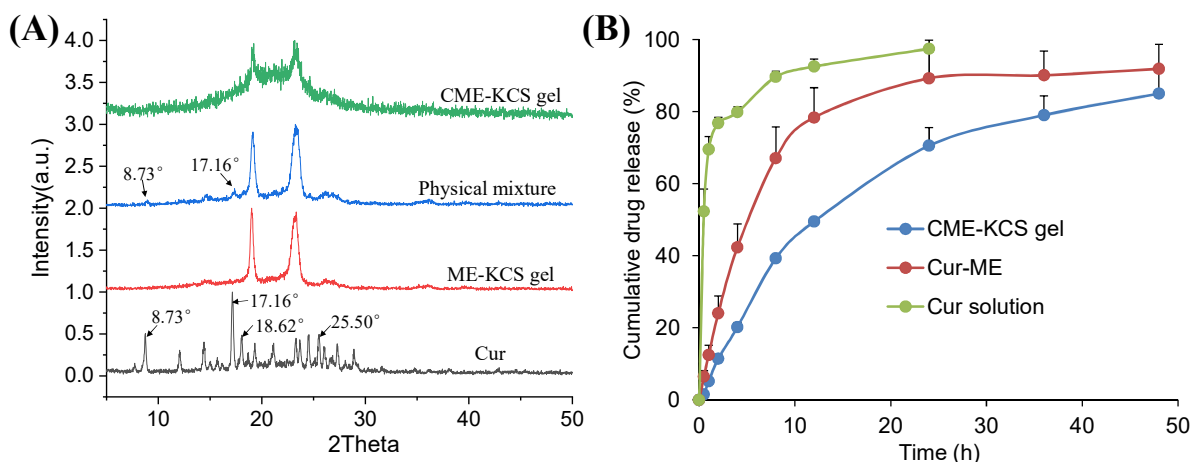 (A)
Intensity(a.u.)
4.0
3.5
3.0
2.5
2.0
1.5
1.0
0.5
0.0
CME-KCS gel
8.73°
17.16°
Physical mixture
ME-KCS gel
8.73°
17.16°
18.62°
25.50°
Cur
10 20 30 40 50
2Theta
(B)
Cumulative drug release (%)
100
80
60
40
20
0
CME-KCS gel
Cur-ME
Cur solution
0 10 20 30 40 50
Time (h)